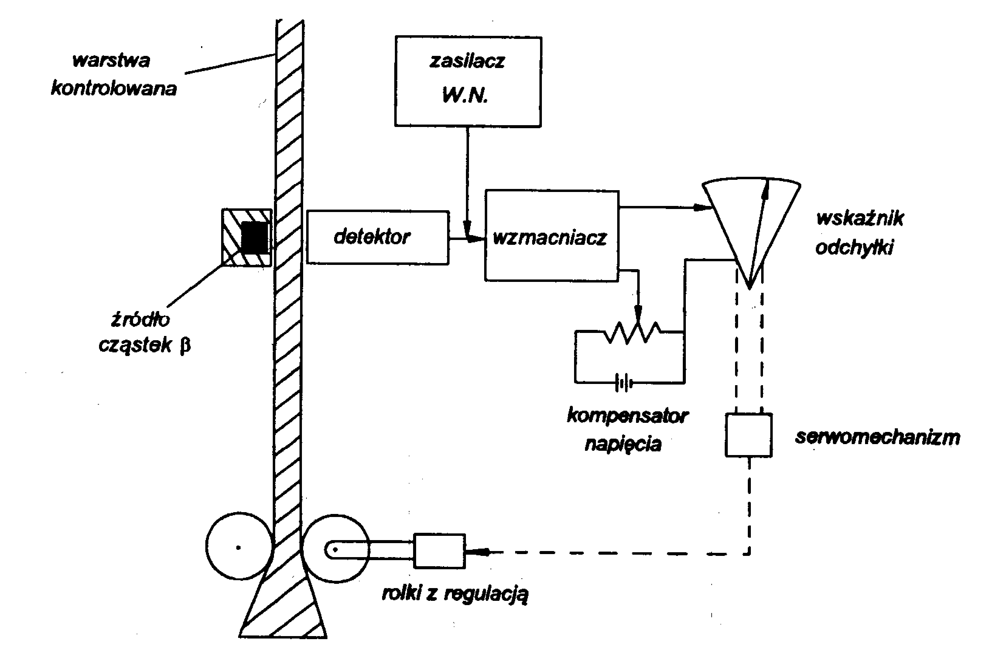 warstwa
kontrolowana
zasilacz
W.N.
detektor
wzmacniacz
wskaźnik
odchyłki
źródło
cząstek β
kompensator
napięcia
serwomechanizm
rolki z regulacją